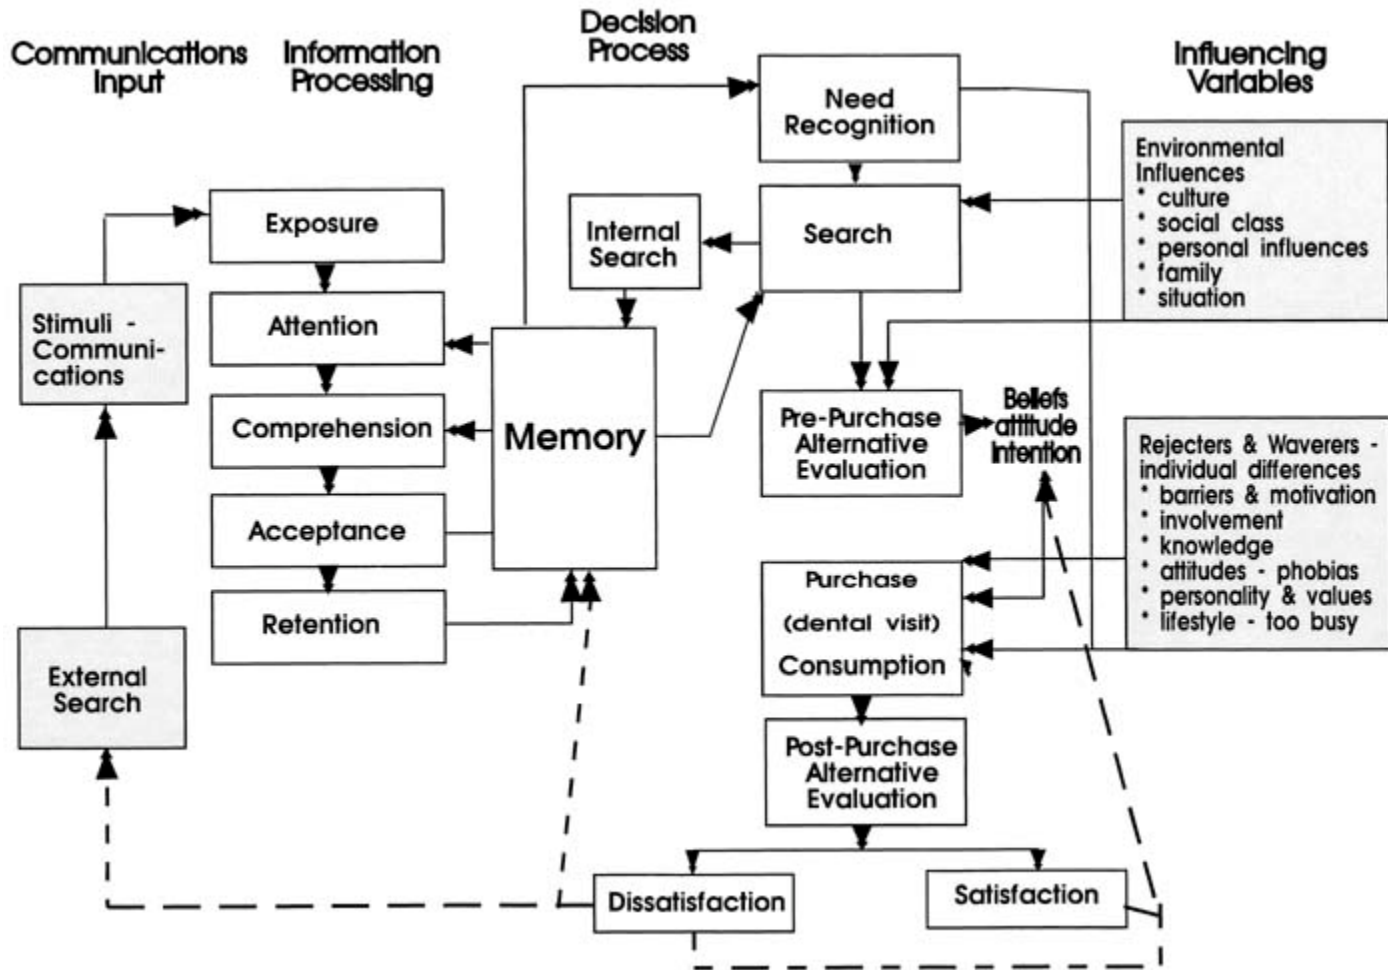 Communications
Input
Information
Processing
Decision
Process
Influencing
Variables
Need
Recognition
Search
Internal
Search
Exposure
Attention
Comprehension
Acceptance
Retention
Stimuli -
Communi-
cations
External
Search
Memory
Pre-Purchase
Alternative
Evaluation
Beliefs
attitude
intention
Purchase
(dental visit)
Consumption
Post-Purchase
Alternative
Evaluation
Dissatisfaction
Satisfaction
Environmental
Influences
* culture
* social class
* personal influences
* family
* situation
Rejecters & Waverers -
individual differences
* barriers & motivation
* involvement
* knowledge
* attitudes - phobias
* personality & values
* lifestyle - too busy